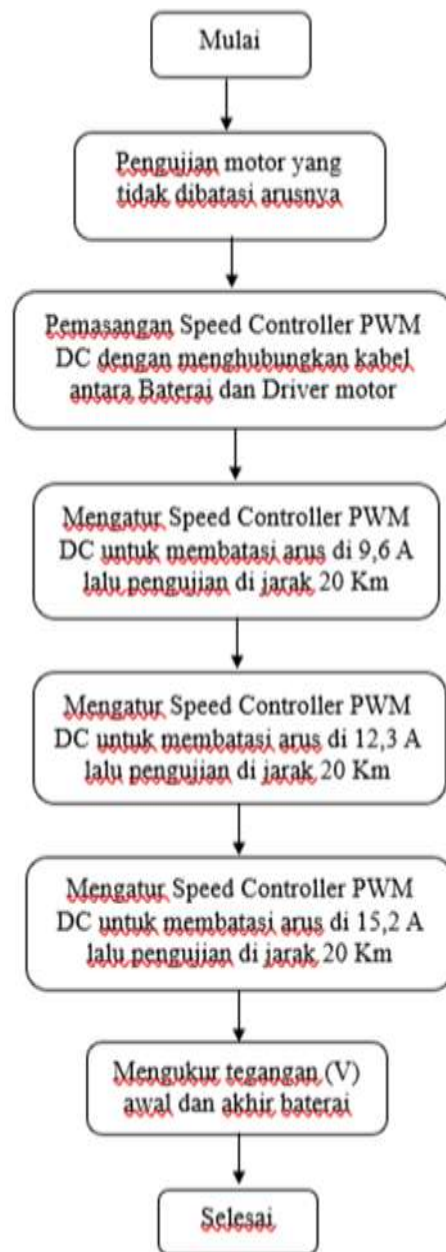 Mulai
Pengujian motor yang
tidak dibatasi arusnya
Pemasangan Speed Controller PWM
DC dengan menghubungkan kabel
antara Baterai dan Driver motor
Mengatur Speed Controller PWM
DC untuk membatasi arus di 9,6 A
lalu pengujian di jarak 20 Km
Mengatur Speed Controller PWM
DC untuk membatasi arus di 12,3 A
lalu pengujian di jarak 20 Km
Mengatur Speed Controller PWM
DC untuk membatasi arus di 15,2 A
lalu pengujian di jarak 20 Km
Mengukur tegangan (V)
awal dan akhir baterai
Selesai